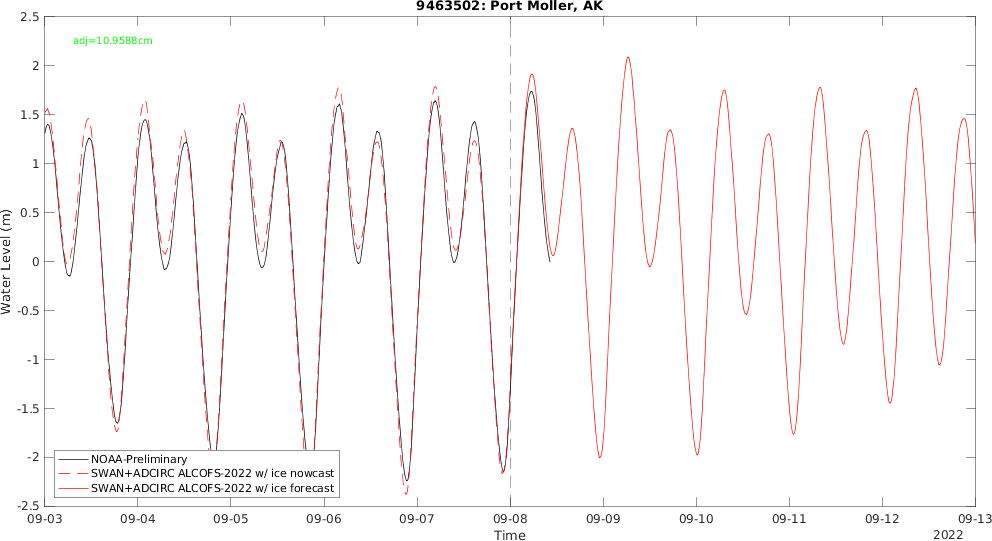 9463502: Port Moller, AK
adj=10.9588cm
2.5
2
1.5
1
0.5
0
-0.5
-1
-1.5
-2
-2.5
Water Level (m)
NOAA-Preliminary
SWAN+ADCIRC ALCOFS-2022 w/ ice nowcast
SWAN+ADCIRC ALCOFS-2022 w/ ice forecast
09-03 09-04 09-05 09-06 09-07 09-08 09-09 09-10 09-11 09-12 09-13
Time
2022